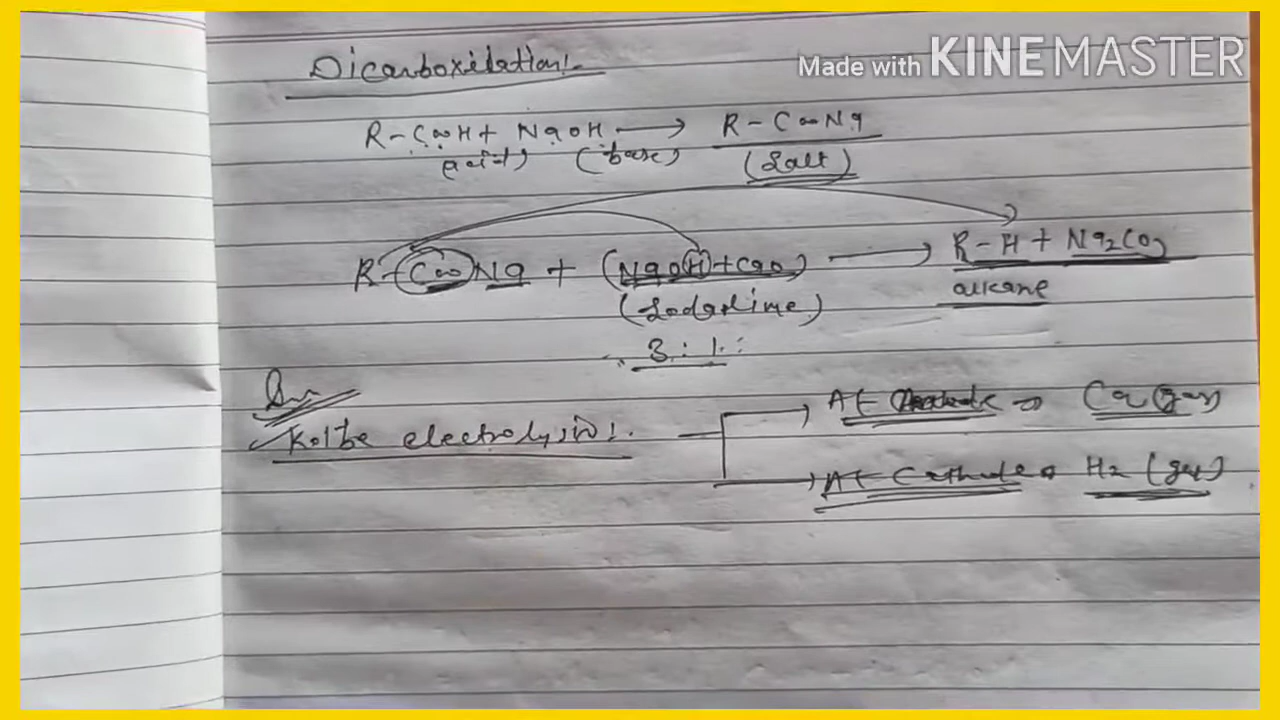 Made with KINEMASTER
Dicarboxilation:-
R-CooH + NaOH → R-CooNa
(acid) (base) (Salt)
R-CooNa + (NaOH + Cao) → R-H + Na2Co3
(Sodalime) alkane
3:1:
At → Co2 (gas)
Kolbe electrolysis:
At Cathode → H2 (gas)